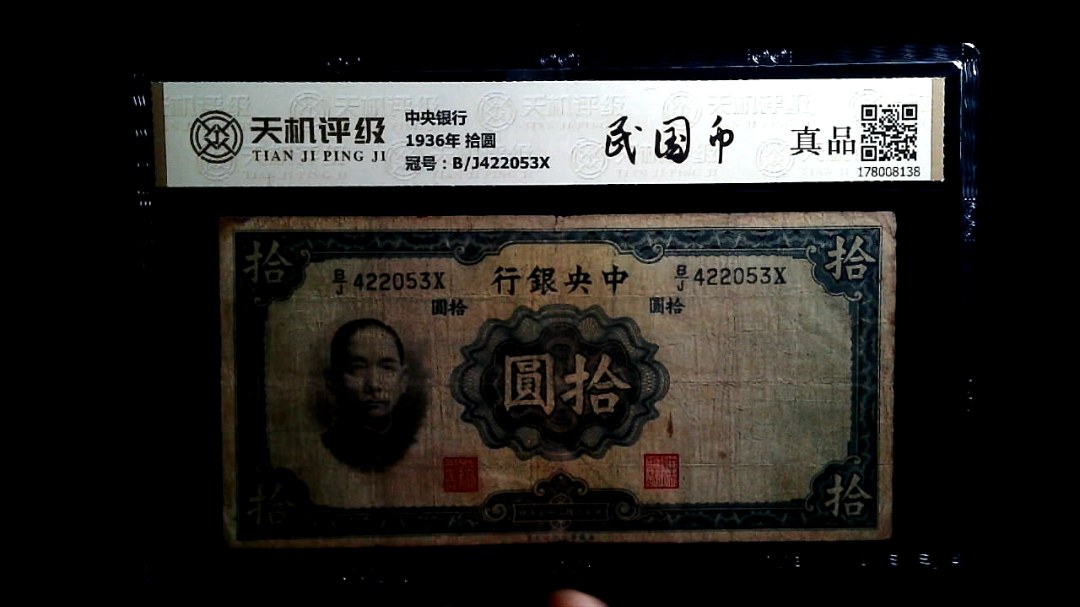 天机评级
TIAN JI PING JI
中央银行
1936年 拾圆
冠号：B/J422053X
民国币
真品
178008138
拾
拾
B/J 422053X
行銀央中
B/J 422053X
圓拾
圓拾
圓拾
拾
拾